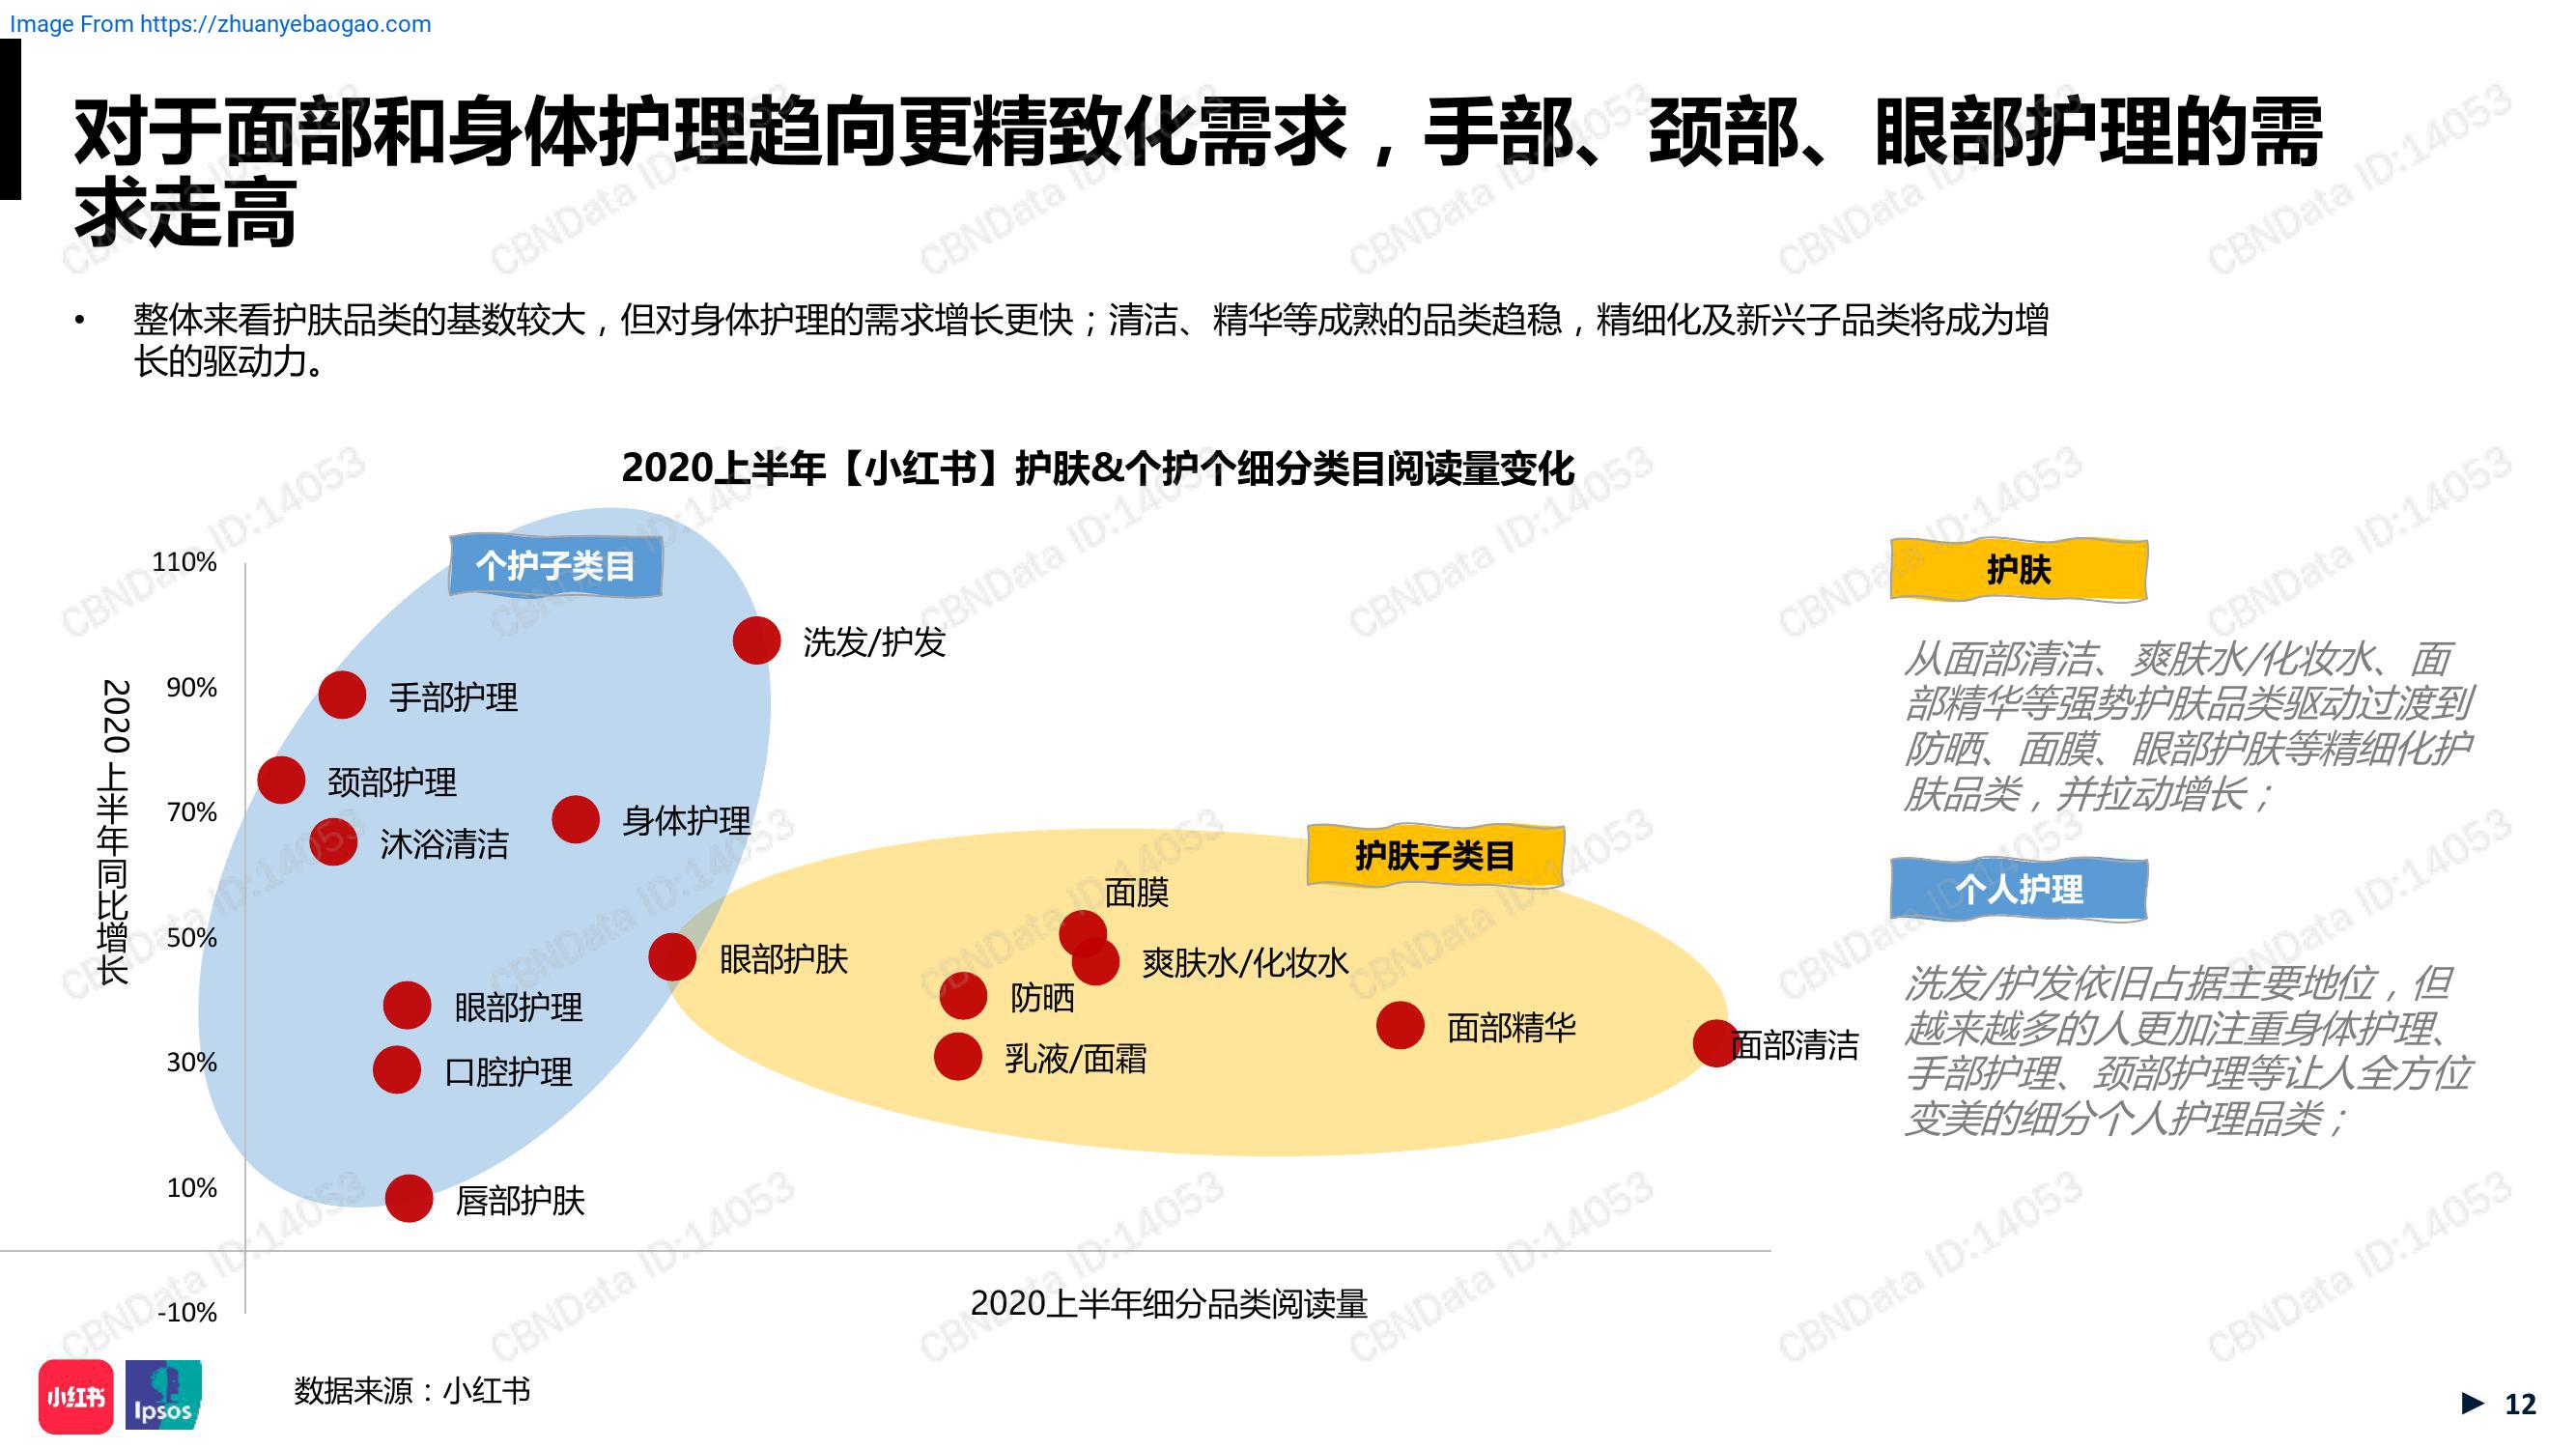 Image From https://zhuanyebaogao.com
对于面部和身体护理趋向更精致化需求，手部、颈部、眼部护理的需
求走高
• 整体来看护肤品类的基数较大，但对身体护理的需求增长更快；清洁、精华等成熟的品类趋稳，精细化及新兴子品类将成为增
长的驱动力。
2020上半年【小红书】护肤&个护个细分类目阅读量变化
个护子类目
110%
90%
70%
50%
30%
10%
-10%
2020上半年同比增长
洗发/护发
手部护理
颈部护理
身体护理
沐浴清洁
护肤子类目
面膜
眼部护肤
爽肤水/化妆水
防晒
眼部护理
面部精华
面部清洁
乳液/面霜
口腔护理
唇部护肤
2020上半年细分品类阅读量
护肤
从面部清洁、爽肤水/化妆水、面
部精华等强势护肤品类驱动过渡到
防晒、面膜、眼部护肤等精细化护
肤品类，并拉动增长；
个人护理
洗发/护发依旧占据主要地位，但
越来越多的人更加注重身体护理、
手部护理、颈部护理等让人全方位
变美的细分个人护理品类；
小红书
Ipsos
数据来源：小红书
12
CBNData ID:14053